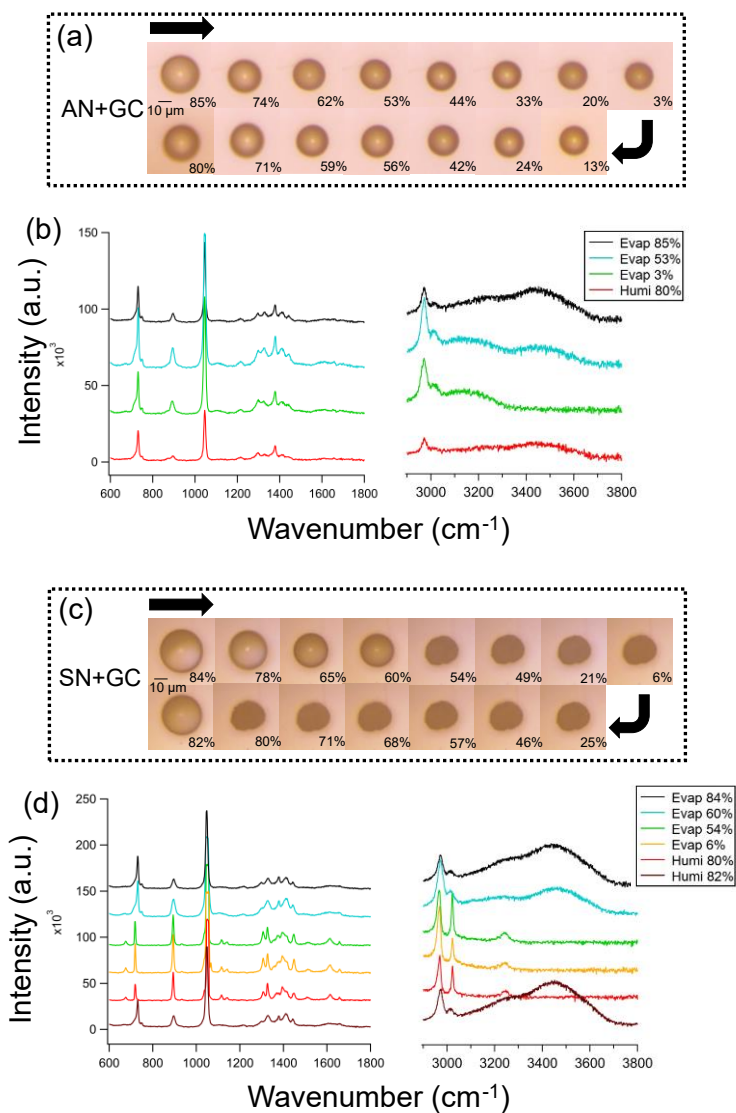 (a)
AN+GC
10 µm
85% 74% 62% 53% 44% 33% 20% 3%
80% 71% 59% 56% 42% 24% 13%
(b)
Intensity (a.u.)
x10³
150
100
50
0
600 800 1000 1200 1400 1600 1800
3000 3200 3400 3600 3800
Evap 85%
Evap 53%
Evap 3%
Humi 80%
Wavenumber (cm⁻¹)
(c)
SN+GC
10 µm
84% 78% 65% 60% 54% 49% 21% 6%
82% 80% 71% 68% 57% 46% 25%
(d)
Intensity (a.u.)
x10³
250
200
150
100
50
0
600 800 1000 1200 1400 1600 1800
3000 3200 3400 3600 3800
Evap 84%
Evap 60%
Evap 54%
Evap 6%
Humi 80%
Humi 82%
Wavenumber (cm⁻¹)